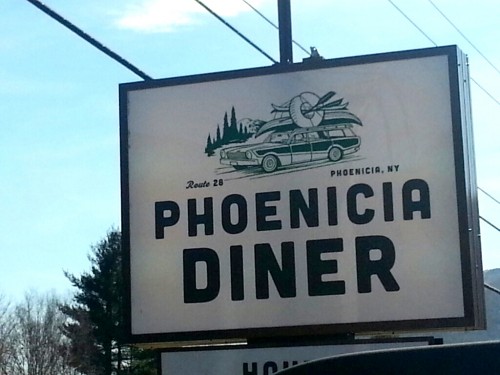 Route 28
PHOENICIA, NY
PHOENICIA
DINER